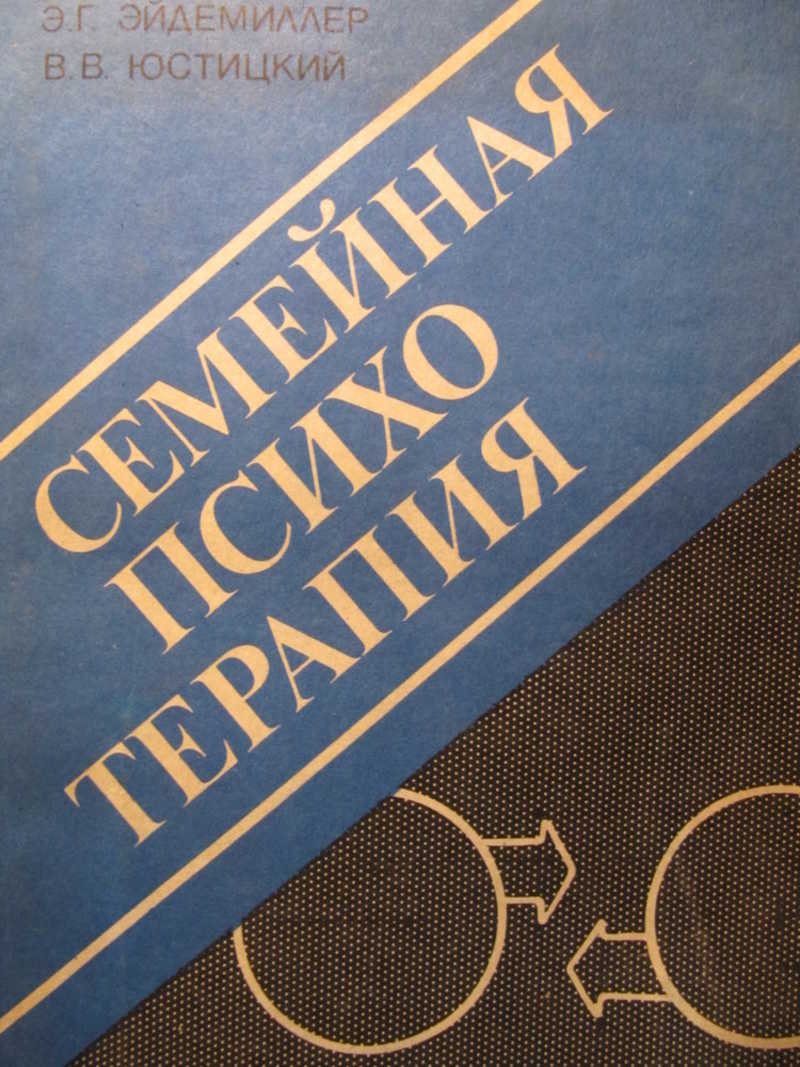 Э.Г. ЭЙДЕМИЛЛЕР
В.В. ЮСТИЦКИЙ
СЕМЕЙНАЯ
ПСИХО
ТЕРАПИЯ